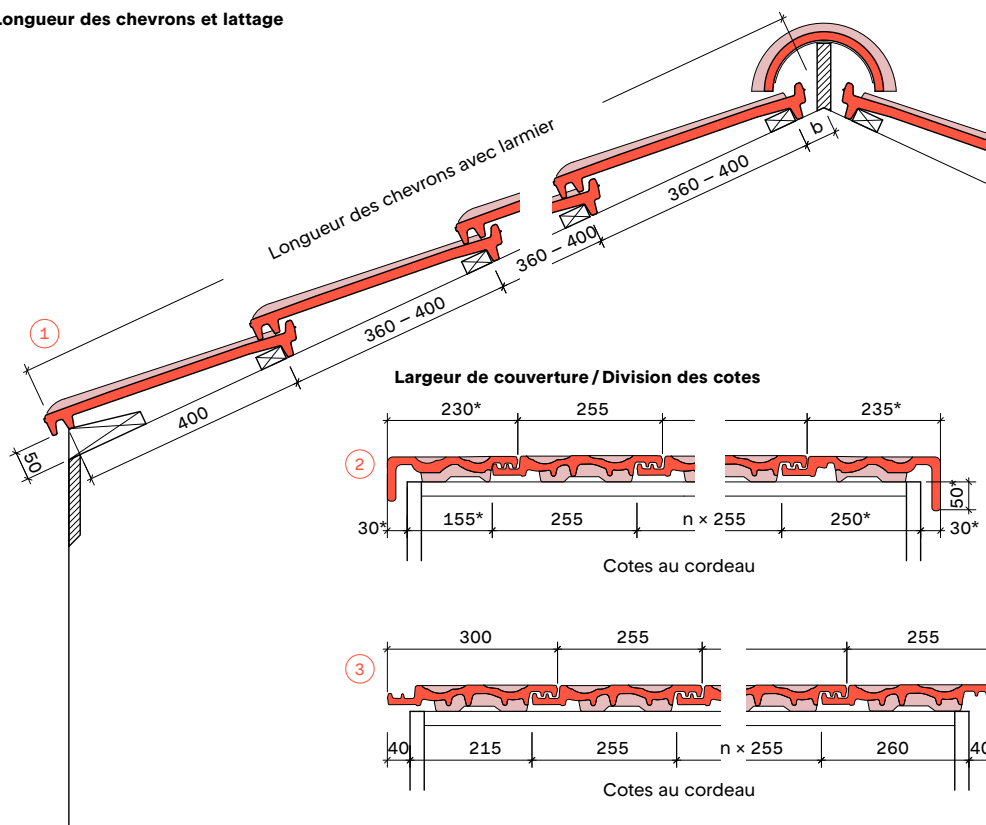 Longueur des chevrons et lattage
Longueur des chevrons avec larmier
b
360 – 400
360 – 400
360 – 400
1
400
50
Largeur de couverture / Division des cotes
230* 255 235*
2
50*
30* 155* 255 n × 255 250* 30*
Cotes au cordeau
300 255 255
3
40 215 255 n × 255 260 40
Cotes au cordeau